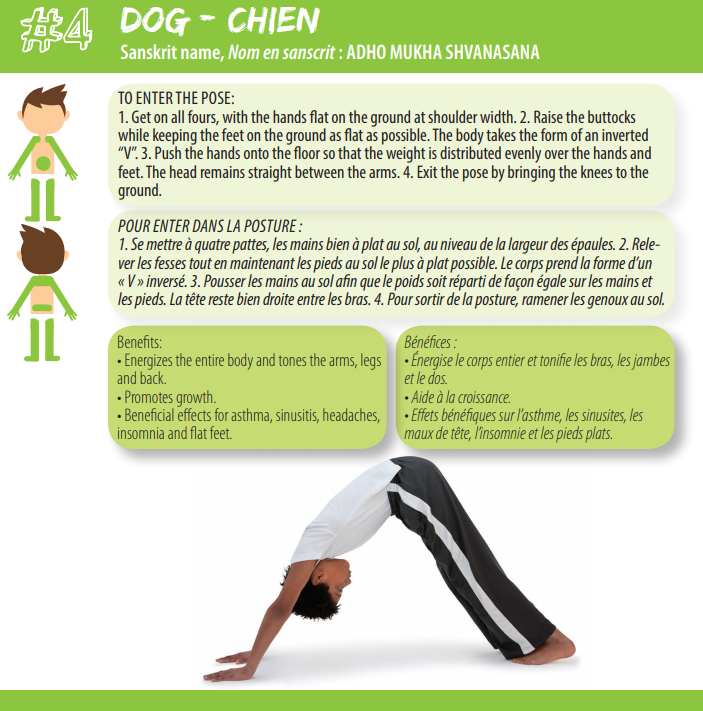 #4
DOG - CHIEN
Sanskrit name, Nom en sanscrit : ADHO MUKHA SHVANASANA
TO ENTER THE POSE:
1. Get on all fours, with the hands flat on the ground at shoulder width. 2. Raise the buttocks
while keeping the feet on the ground as flat as possible. The body takes the form of an inverted
“V”. 3. Push the hands onto the floor so that the weight is distributed evenly over the hands and
feet. The head remains straight between the arms. 4. Exit the pose by bringing the knees to the
ground.
POUR ENTER DANS LA POSTURE :
1. Se mettre à quatre pattes, les mains bien à plat au sol, au niveau de la largeur des épaules. 2. Rele-
ver les fesses tout en maintenant les pieds au sol le plus à plat possible. Le corps prend la forme d’un
« V » inversé. 3. Pousser les mains au sol afin que le poids soit réparti de façon égale sur les mains et
les pieds. La tête reste bien droite entre les bras. 4. Pour sortir de la posture, ramener les genoux au sol.
Benefits:
• Energizes the entire body and tones the arms, legs
and back.
• Promotes growth.
• Beneficial effects for asthma, sinusitis, headaches,
insomnia and flat feet.
Bénéfices :
• Énergise le corps entier et tonifie les bras, les jambes
et le dos.
• Aide à la croissance.
• Effets bénéfiques sur l’asthme, les sinusites, les
maux de tête, l’insomnie et les pieds plats.